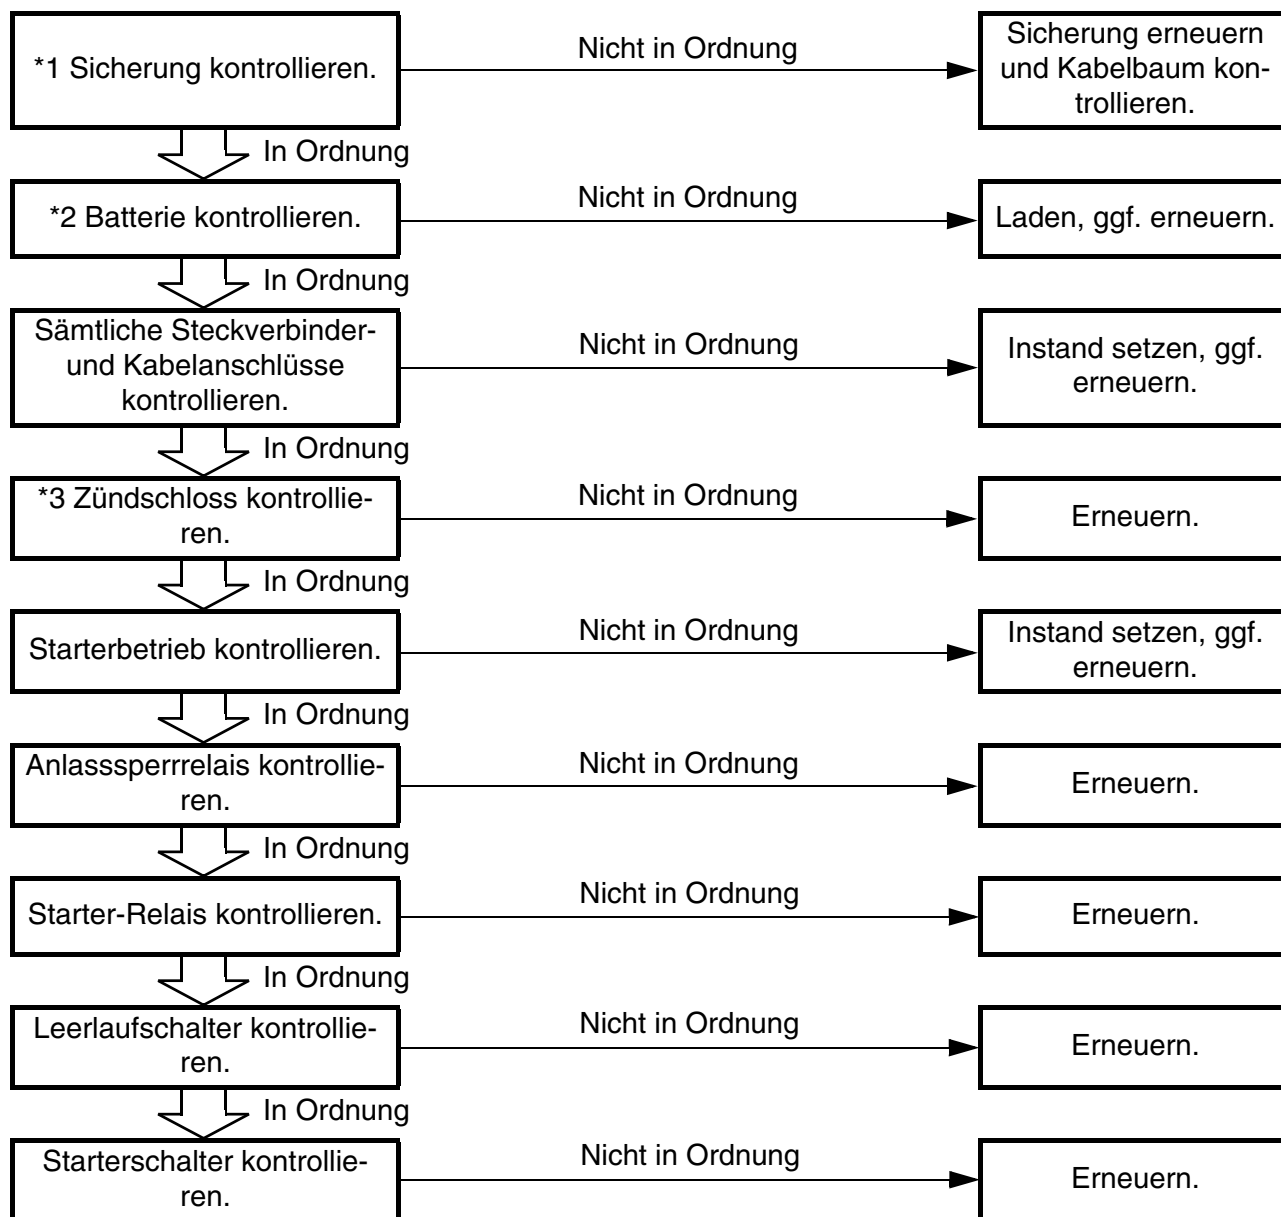 *1 Sicherung kontrollieren.
Nicht in Ordnung
Sicherung erneuern
und Kabelbaum kon-
trollieren.
In Ordnung
*2 Batterie kontrollieren.
Nicht in Ordnung
Laden, ggf. erneuern.
In Ordnung
Sämtliche Steckverbinder-
und Kabelanschlüsse
kontrollieren.
Nicht in Ordnung
Instand setzen, ggf.
erneuern.
In Ordnung
*3 Zündschloss kontrollie-
ren.
Nicht in Ordnung
Erneuern.
In Ordnung
Starterbetrieb kontrollieren.
Nicht in Ordnung
Instand setzen, ggf.
erneuern.
In Ordnung
Anlasssperrrelais kontrollie-
ren.
Nicht in Ordnung
Erneuern.
In Ordnung
Starter-Relais kontrollieren.
Nicht in Ordnung
Erneuern.
In Ordnung
Leerlaufschalter kontrollie-
ren.
Nicht in Ordnung
Erneuern.
In Ordnung
Starterschalter kontrollie-
ren.
Nicht in Ordnung
Erneuern.